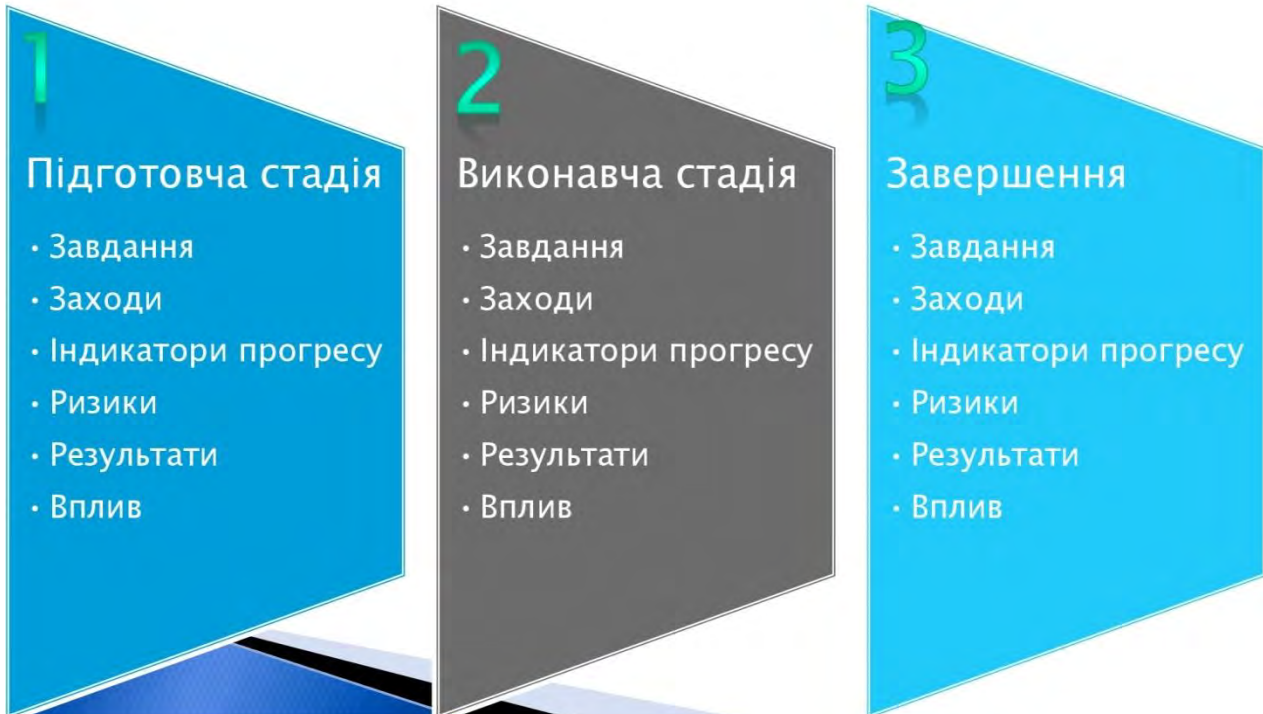 1
Підготовча стадія
· Завдання
· Заходи
· Індикатори прогресу
· Ризики
· Результати
· Вплив
2
Виконавча стадія
· Завдання
· Заходи
· Індикатори прогресу
· Ризики
· Результати
· Вплив
3
Завершення
· Завдання
· Заходи
· Індикатори прогресу
· Ризики
· Результати
· Вплив